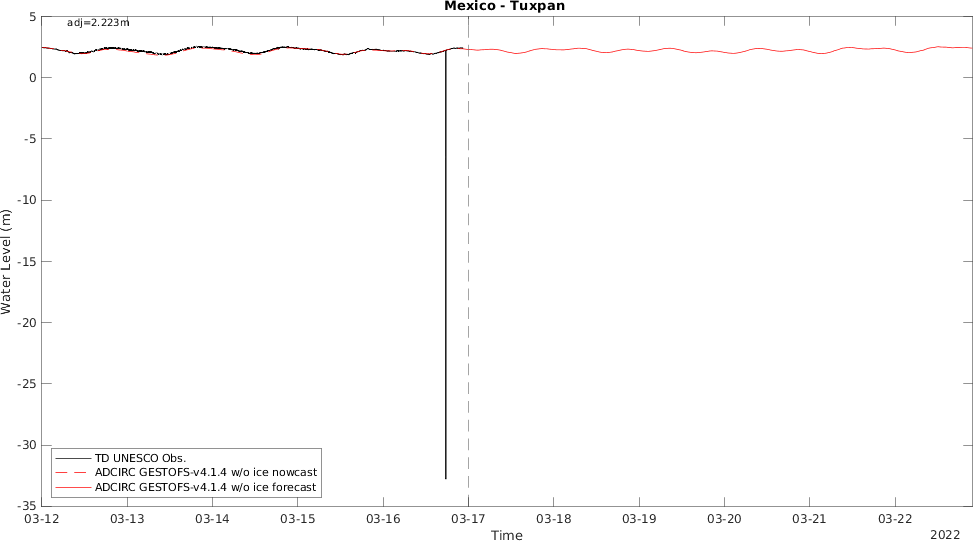 Mexico - Tuxpan
adj=2.223m
5
0
-5
-10
-15
-20
-25
-30
-35
Water Level (m)
TD UNESCO Obs.
ADCIRC GESTOFS-v4.1.4 w/o ice nowcast
ADCIRC GESTOFS-v4.1.4 w/o ice forecast
03-12 03-13 03-14 03-15 03-16 03-17 03-18 03-19 03-20 03-21 03-22
Time
2022